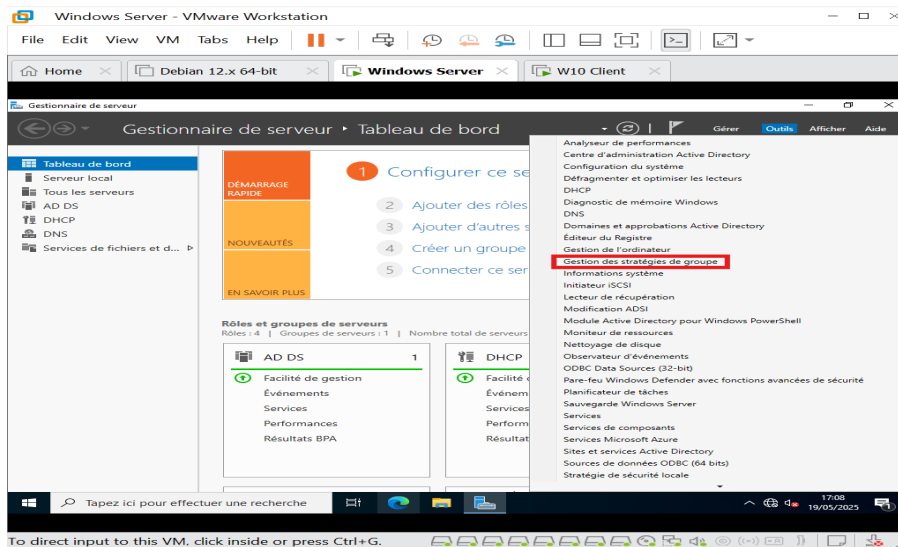 Windows Server - VMware Workstation
File Edit View VM Tabs Help
Home Debian 12.x 64-bit Windows Server W10 Client
Gestionnaire de serveur
Gestionnaire de serveur Tableau de bord Gérer Outils Afficher Aide
Tableau de bord
Serveur local
Tous les serveurs
AD DS
DHCP
DNS
Services de fichiers et d...
DÉMARRAGE
RAPIDE
NOUVEAUTÉS
EN SAVOIR PLUS
1 Configurer ce se
2 Ajouter des rôles
3 Ajouter d'autres s
4 Créer un groupe
5 Connecter ce ser
Rôles et groupes de serveurs
Rôles : 4 | Groupes de serveurs : 1 | Nombre total de serveurs
AD DS 1
Facilité de gestion
Événements
Services
Performances
Résultats BPA
DHCP
Facilité
Événem
Services
Perform
Résultat
Analyseur de performances
Centre d'administration Active Directory
Configuration du système
Défragmenter et optimiser les lecteurs
DHCP
Diagnostic de mémoire Windows
DNS
Domaines et approbations Active Directory
Éditeur du Registre
Gestion de l'ordinateur
Gestion des stratégies de groupe
Informations système
Initiateur iSCSI
Lecteur de récupération
Modification ADSI
Module Active Directory pour Windows PowerShell
Moniteur de ressources
Nettoyage de disque
Observateur d'événements
ODBC Data Sources (32-bit)
Pare-feu Windows Defender avec fonctions avancées de sécurité
Planificateur de tâches
Sauvegarde Windows Server
Services
Services de composants
Services Microsoft Azure
Sites et services Active Directory
Sources de données ODBC (64 bits)
Stratégie de sécurité locale
Tapez ici pour effectuer une recherche
17:08
19/05/2025
To direct input to this VM, click inside or press Ctrl+G.